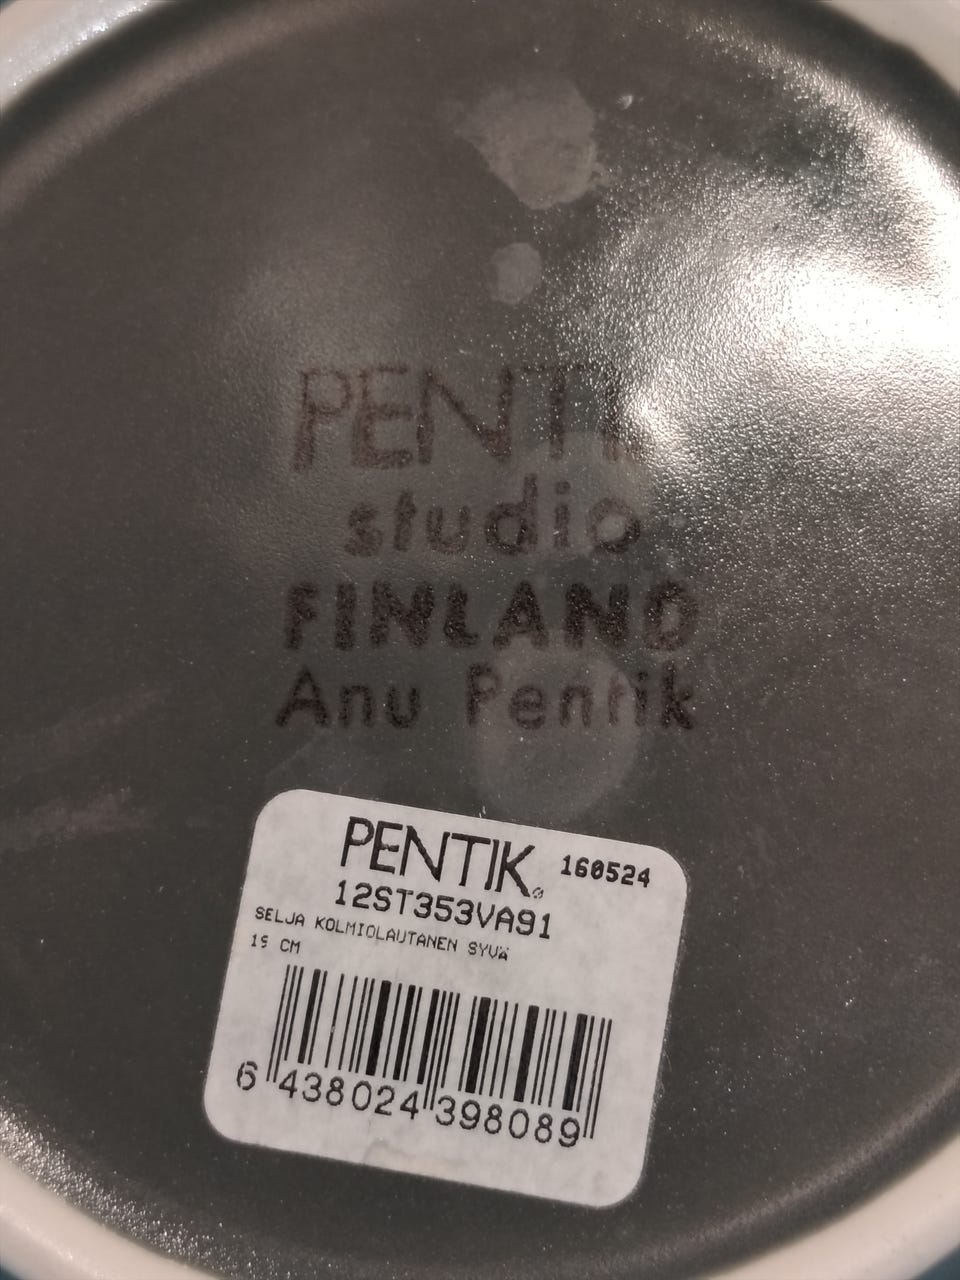 PENTIK
studio
FINLAND
Anu Pentik
PENTIK® 160524
12ST353VA91
SELJA KOLMIOLAUTANEN SYVÄ
15 CM
6 438024 398089